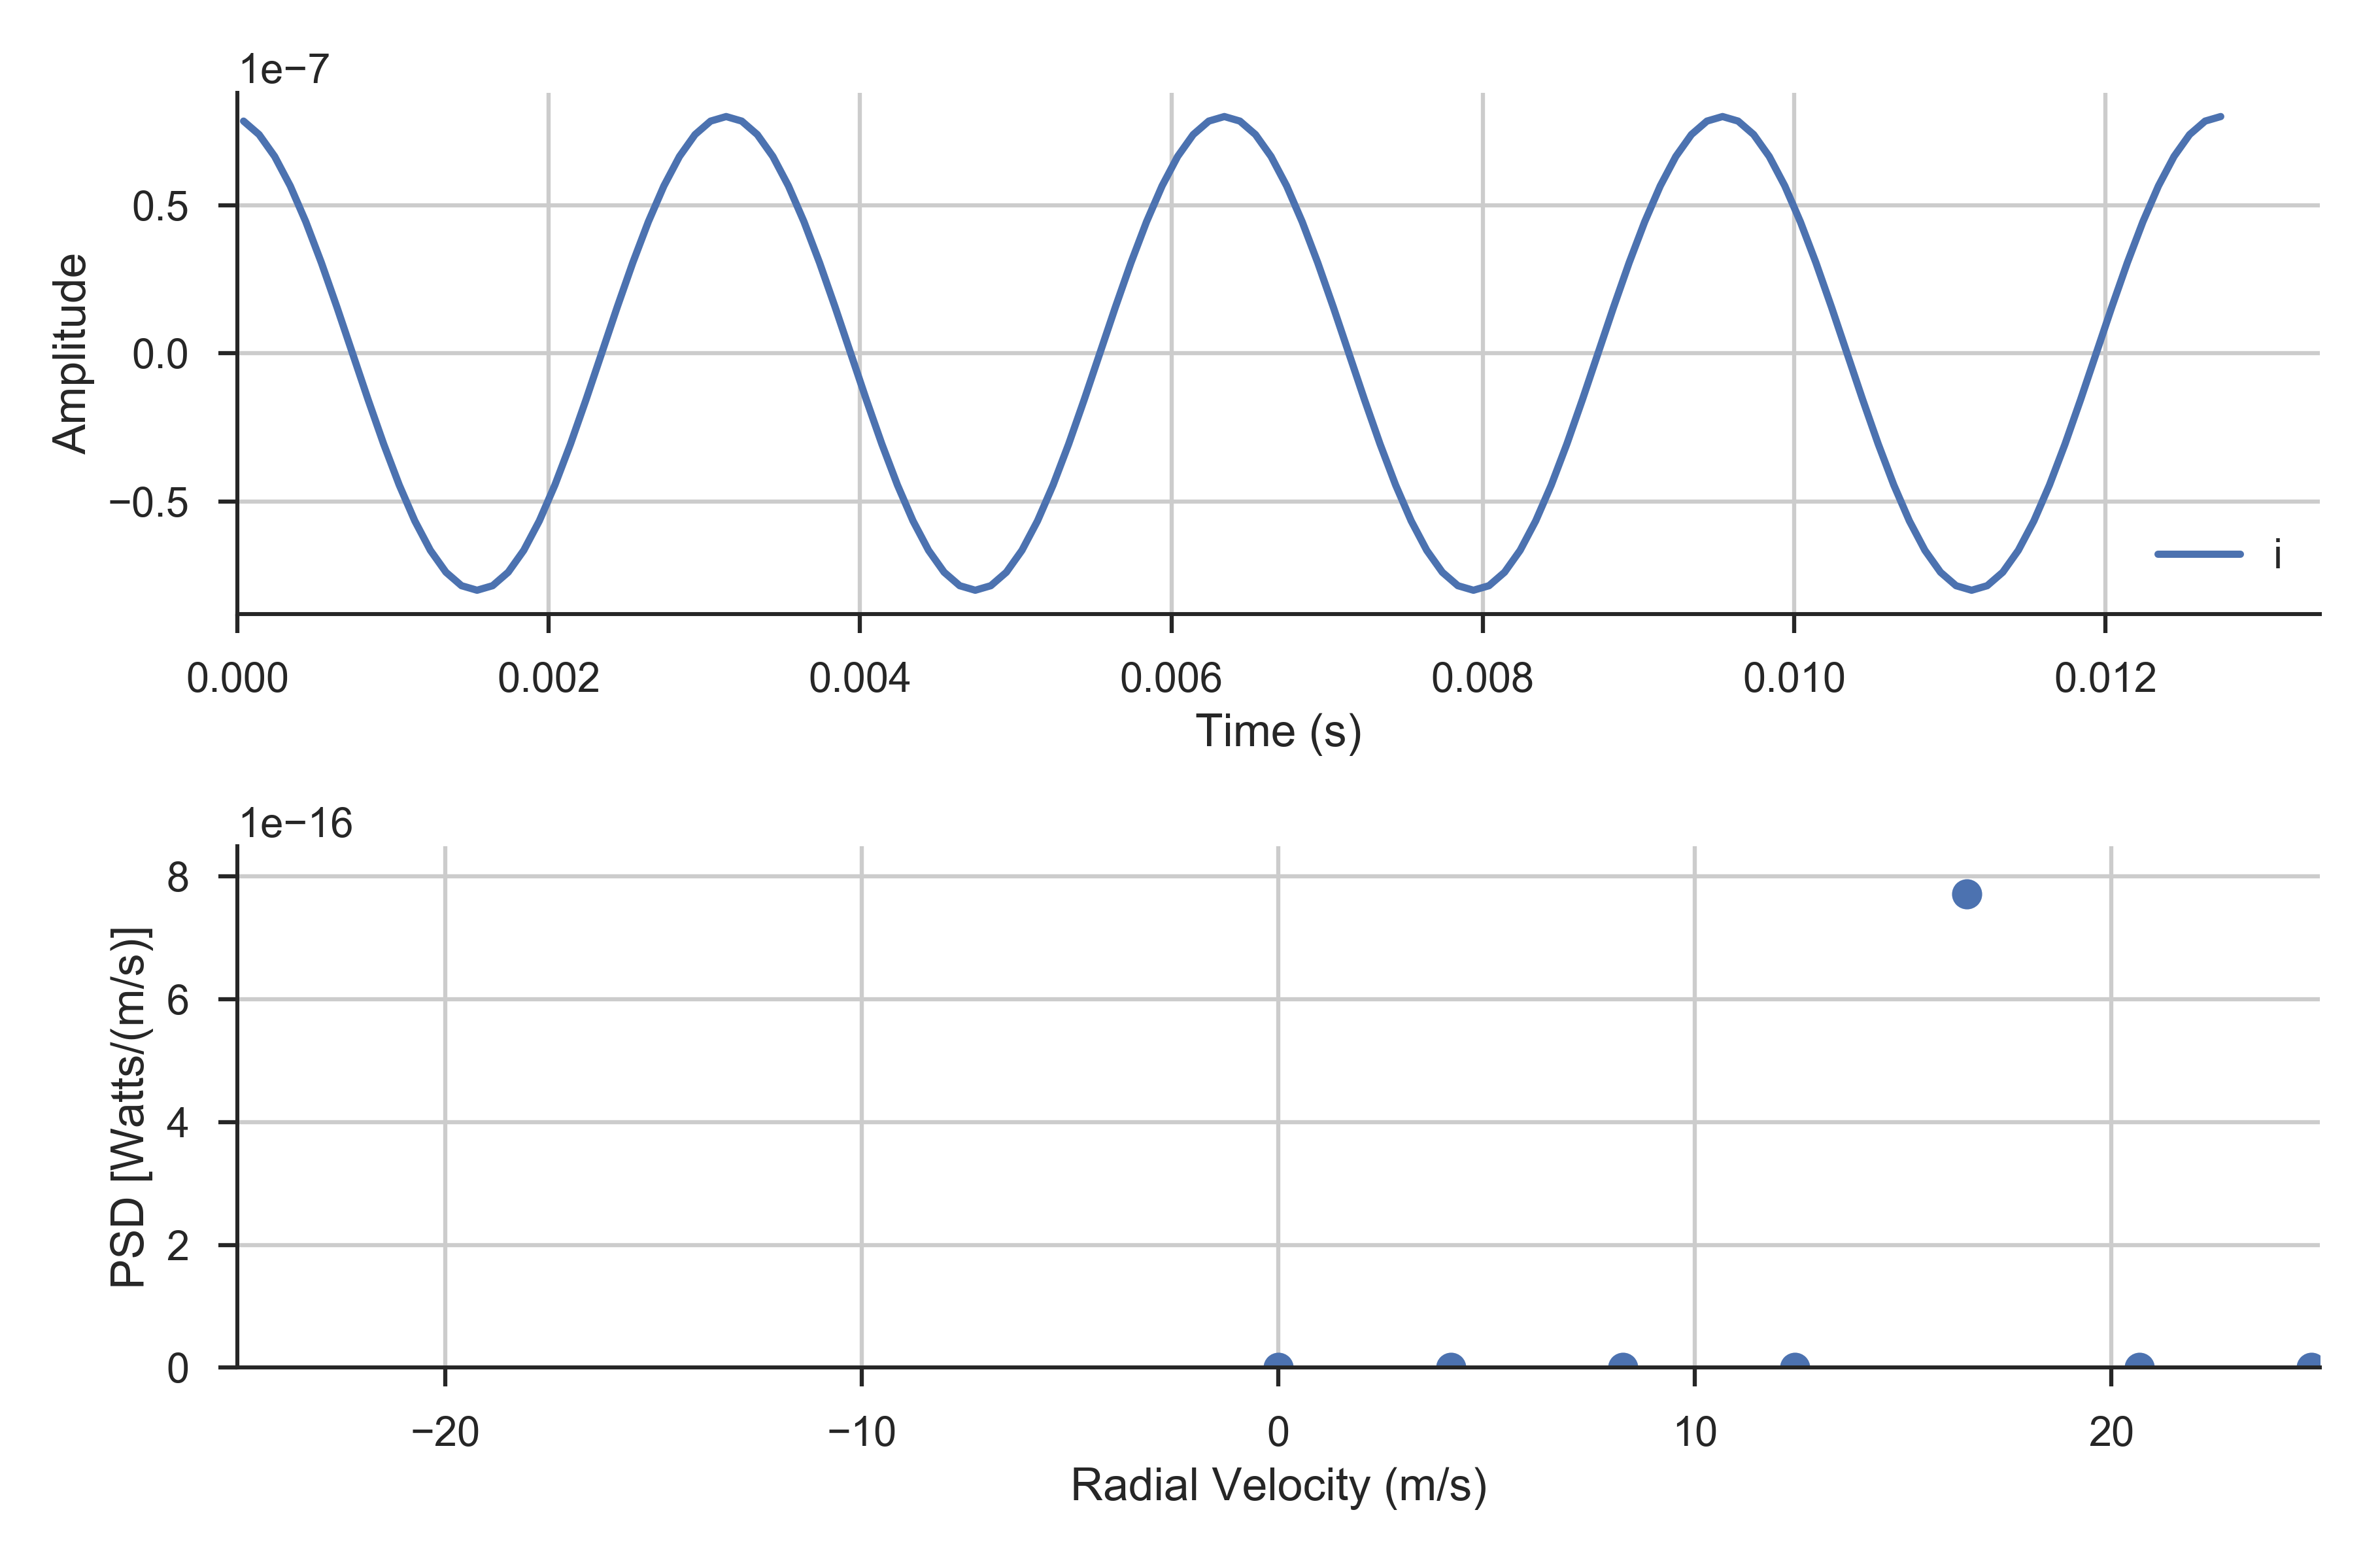 1e−7
Amplitude
0.5
0.0
−0.5
i
0.000 0.002 0.004 0.006 0.008 0.010 0.012
Time (s)
1e−16
PSD [Watts/(m/s)]
8
6
4
2
0
−20 −10 0 10 20
Radial Velocity (m/s)